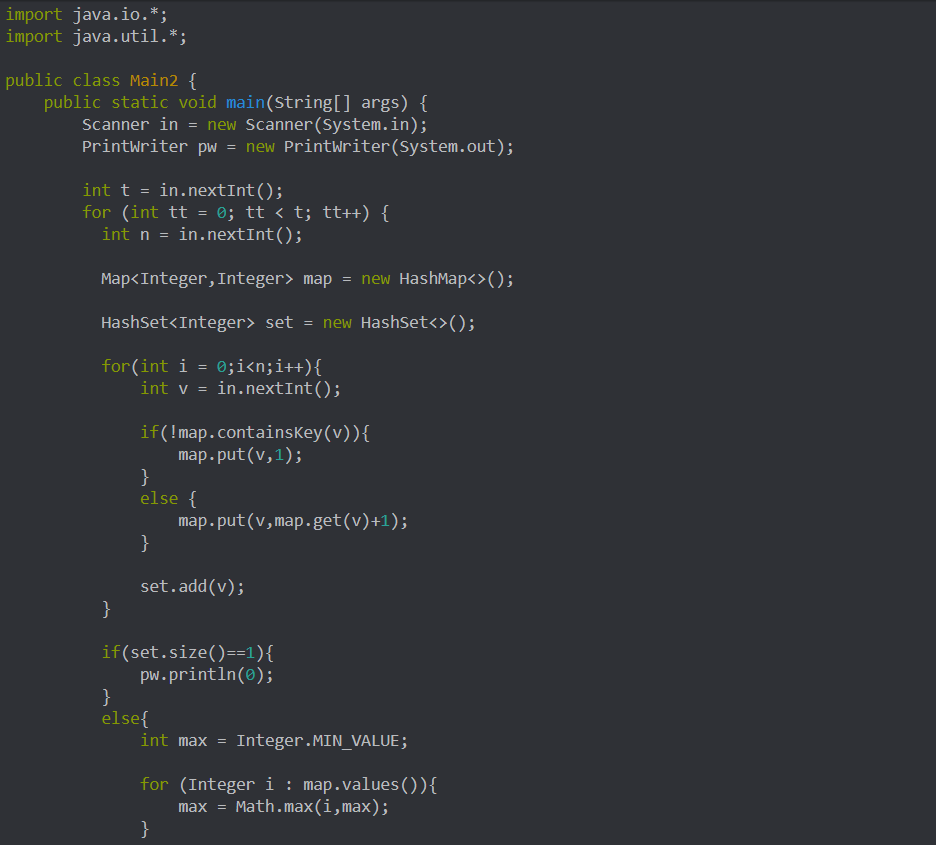 import java.io.*;
import java.util.*;

public class Main2 {
    public static void main(String[] args) {
        Scanner in = new Scanner(System.in);
        PrintWriter pw = new PrintWriter(System.out);

        int t = in.nextInt();
        for (int tt = 0; tt < t; tt++) {
          int n = in.nextInt();

          Map<Integer,Integer> map = new HashMap<>();

          HashSet<Integer> set = new HashSet<>();

          for(int i = 0;i<n;i++){
              int v = in.nextInt();

              if(!map.containsKey(v)){
                  map.put(v,1);
              }
              else {
                  map.put(v,map.get(v)+1);
              }

              set.add(v);
          }

          if(set.size()==1){
              pw.println(0);
          }
          else{
              int max = Integer.MIN_VALUE;

              for (Integer i : map.values()){
                  max = Math.max(i,max);
              }